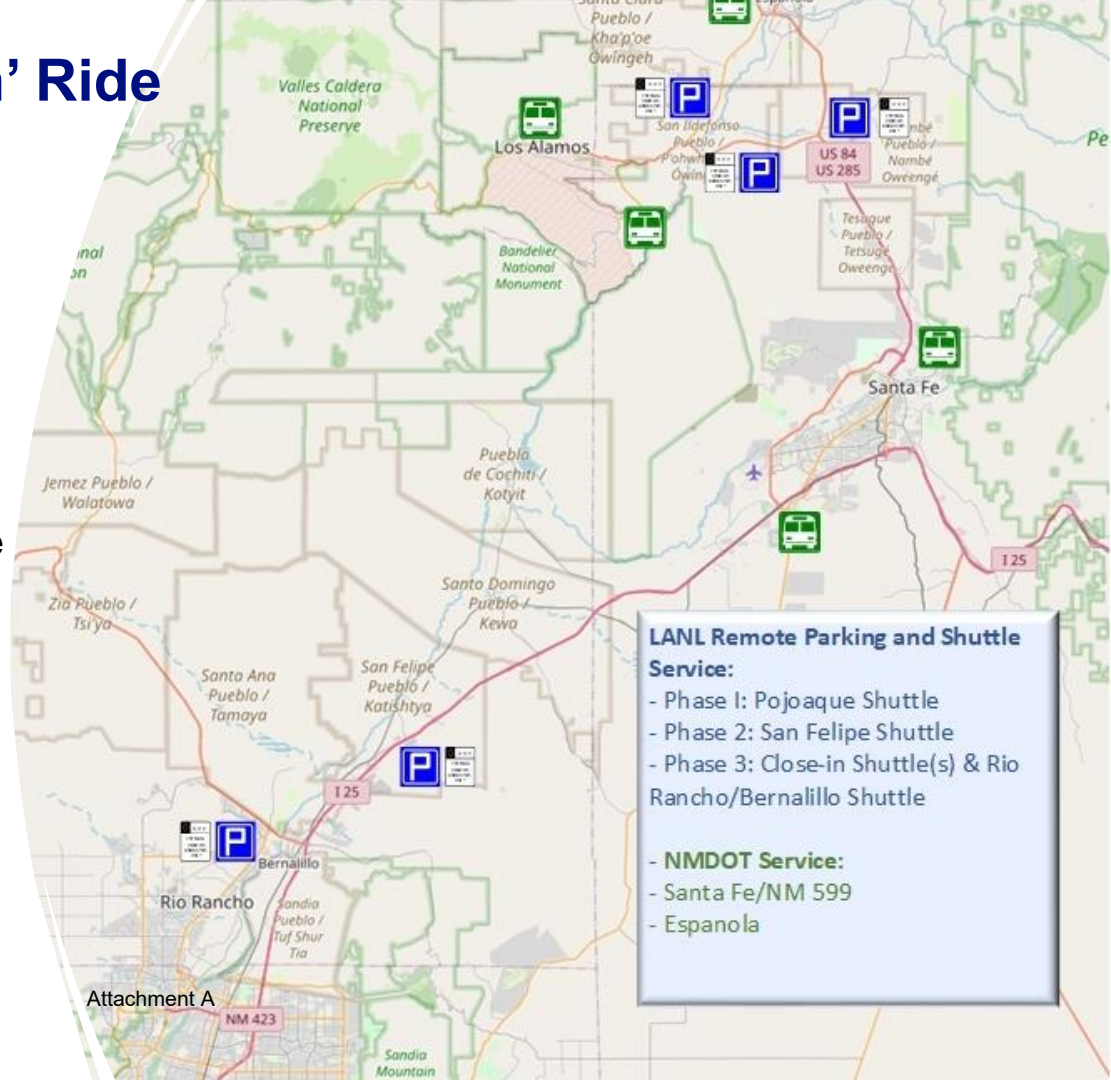 n' Ride
Española
Santa Clara
Pueblo /
Kha'p'oe
Owingeh
Valles Caldera
National
Preserve
P
P
P
Los Alamos
San Ildefonso
Pueblo /
US 84
US 285
Nambé
Pueblo /
Nambé
Oweengé
Pe
Tesuque
Pueblo /
Tetsugé
Oweengé
nal
on
Bandelier
National
Monument
Santa Fe
Pueblo
de Cochiti /
Kotyit
Jemez Pueblo /
Walatowa
e
I 25
Zia Pueblo /
Tsi'ya
Santo Domingo
Pueblo /
Kewa
Santa Ana
Pueblo /
Tamaya
San Felipe
Pueblo /
Katishtya
LANL Remote Parking and Shuttle
Service:
- Phase I: Pojoaque Shuttle
- Phase 2: San Felipe Shuttle
- Phase 3: Close-in Shuttle(s) & Rio
Rancho/Bernalillo Shuttle
- NMDOT Service:
- Santa Fe/NM 599
- Espanola
P
I 25
P
Bernalillo
Rio Rancho
Sandia
Pueblo /
Tuf Shur
Tia
Attachment A
NM 423
Sandia
Mountain